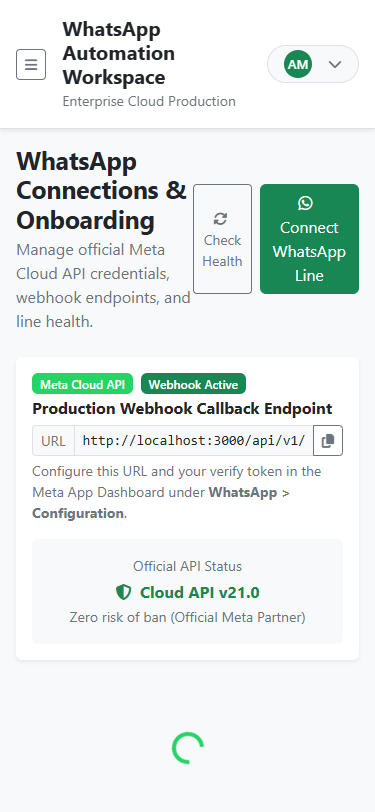 WhatsApp
Automation
Workspace
Enterprise Cloud Production
AM
WhatsApp
Connections &
Onboarding
Manage official Meta
Cloud API credentials,
webhook endpoints, and
line health.
Check
Health
Connect
WhatsApp
Line
Meta Cloud API
Webhook Active
Production Webhook Callback Endpoint
URL
http://localhost:3000/api/v1/
Configure this URL and your verify token in the
Meta App Dashboard under WhatsApp >
Configuration.
Official API Status
Cloud API v21.0
Zero risk of ban (Official Meta Partner)